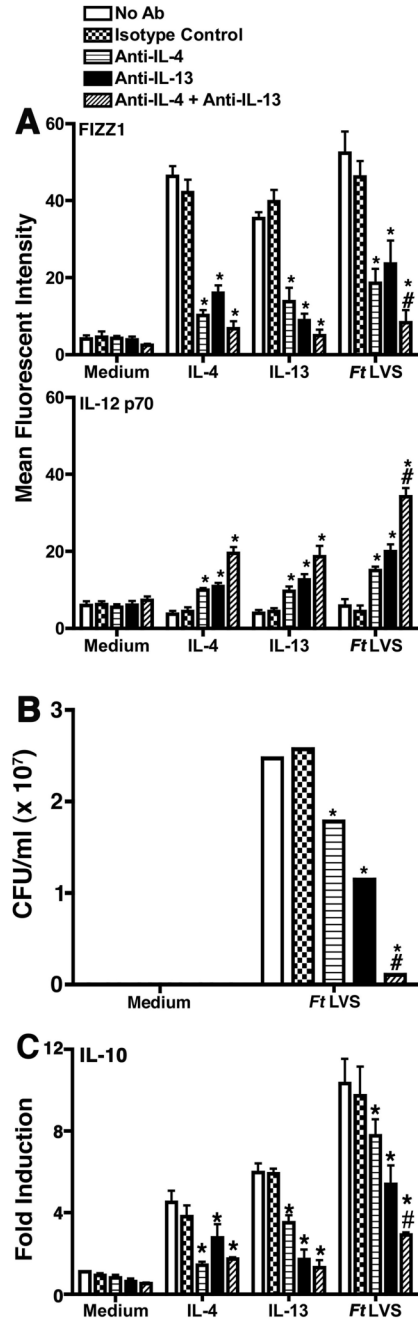 No Ab
Isotype Control
Anti-IL-4
Anti-IL-13
Anti-IL-4 + Anti-IL-13
A
FIZZ1
Mean Fluorescent Intensity
60
40
20
0
* * *
* * *
* * * #
Medium IL-4 IL-13 Ft LVS
IL-12 p70
60
40
20
0
* * *
* * *
* * * #
Medium IL-4 IL-13 Ft LVS
B
CFU/ml (x 10⁷)
3
2
1
0
* * * #
Medium Ft LVS
C
IL-10
Fold Induction
12
8
4
0
* * *
* * *
* * * #
Medium IL-4 IL-13 Ft LVS